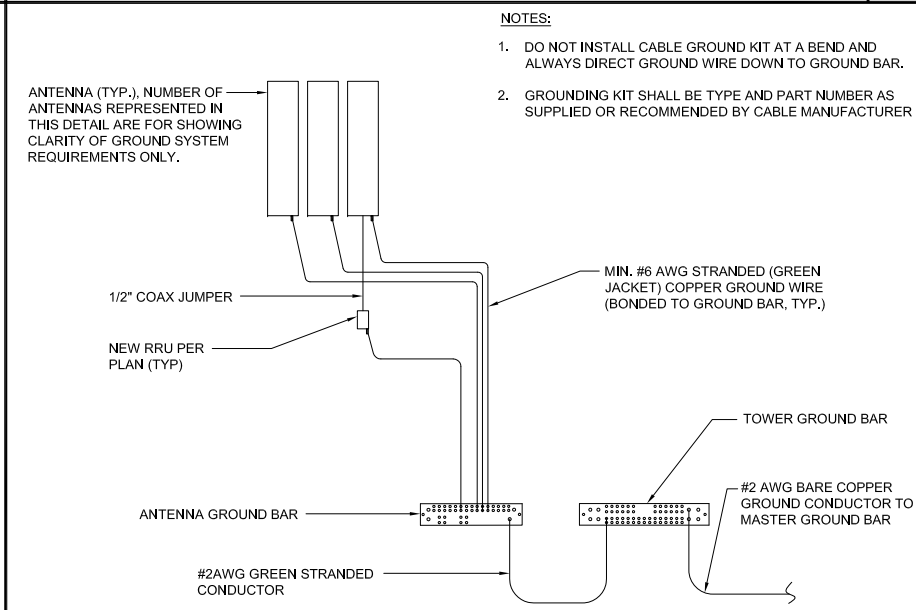 NOTES:
1. DO NOT INSTALL CABLE GROUND KIT AT A BEND AND
ALWAYS DIRECT GROUND WIRE DOWN TO GROUND BAR.
2. GROUNDING KIT SHALL BE TYPE AND PART NUMBER AS
SUPPLIED OR RECOMMENDED BY CABLE MANUFACTURER
ANTENNA (TYP.), NUMBER OF
ANTENNAS REPRESENTED IN
THIS DETAIL ARE FOR SHOWING
CLARITY OF GROUND SYSTEM
REQUIREMENTS ONLY.
MIN. #6 AWG STRANDED (GREEN
JACKET) COPPER GROUND WIRE
(BONDED TO GROUND BAR, TYP.)
1/2" COAX JUMPER
NEW RRU PER
PLAN (TYP)
TOWER GROUND BAR
ANTENNA GROUND BAR
#2 AWG BARE COPPER
GROUND CONDUCTOR TO
MASTER GROUND BAR
#2AWG GREEN STRANDED
CONDUCTOR